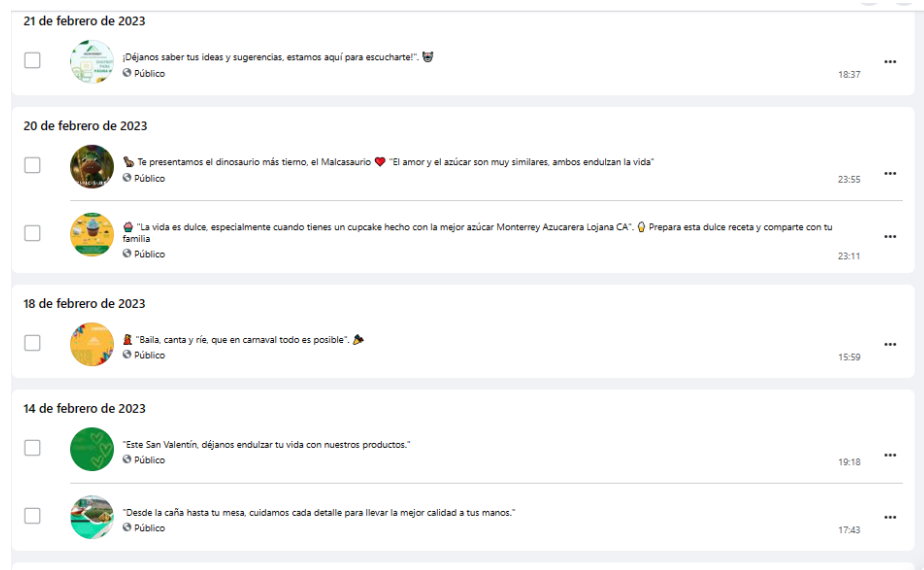 21 de febrero de 2023
¡Déjanos saber tus ideas y sugerencias, estamos aquí para escucharte!".
Público
18:37
20 de febrero de 2023
Te presentamos el dinosaurio más tierno, el Malcasaurio ❤️ "El amor y el azúcar son muy similares, ambos endulzan la vida"
Público
23:55
🧁 "La vida es dulce, especialmente cuando tienes un cupcake hecho con la mejor azúcar Monterrey Azucarera Lojana CA". Prepara esta dulce receta y comparte con tu
familia
Público
23:11
18 de febrero de 2023
"Baila, canta y ríe, que en carnaval todo es posible". 🎉
Público
15:59
14 de febrero de 2023
"Este San Valentín, déjanos endulzar tu vida con nuestros productos."
Público
19:18
"Desde la caña hasta tu mesa, cuidamos cada detalle para llevar la mejor calidad a tus manos."
Público
17:43